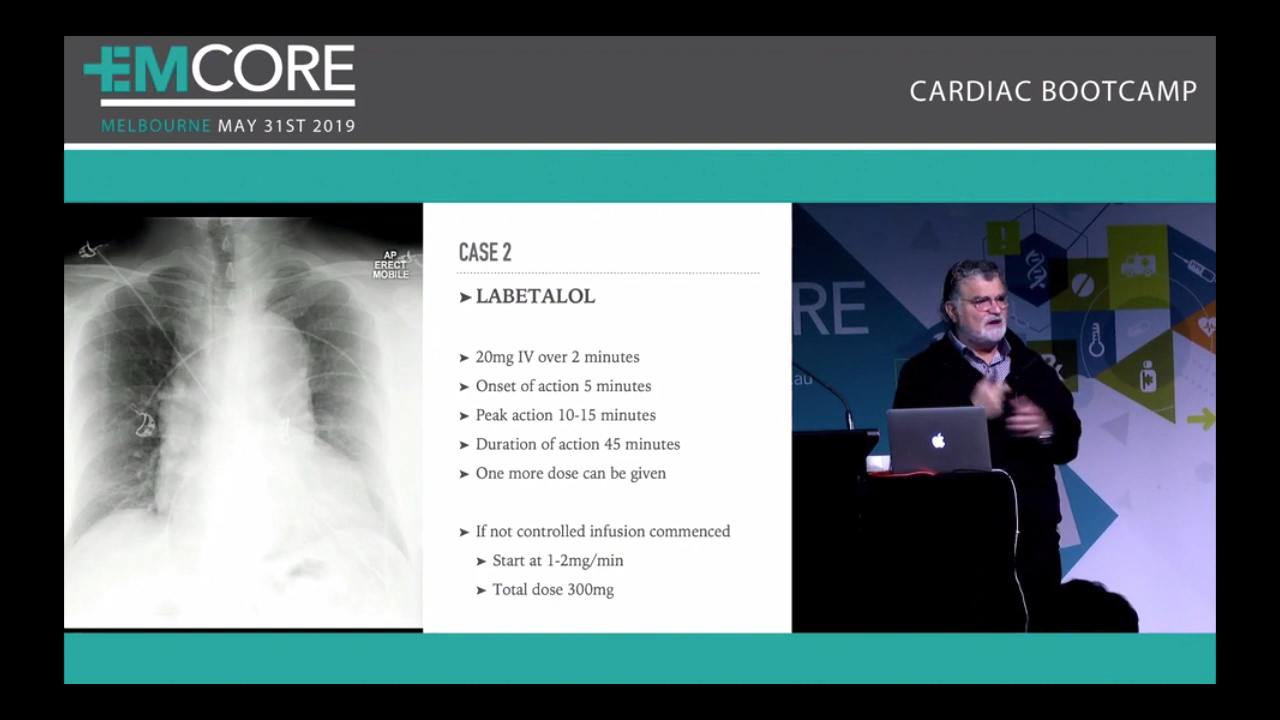 EMCORE
MELBOURNE MAY 31ST 2019
CARDIAC BOOTCAMP
AP
ERECT
MOBILE
CASE 2
➤ LABETALOL
➤ 20mg IV over 2 minutes
➤ Onset of action 5 minutes
➤ Peak action 10-15 minutes
➤ Duration of action 45 minutes
➤ One more dose can be given
➤ If not controlled infusion commenced
➤ Start at 1-2mg/min
➤ Total dose 300mg
RE
au